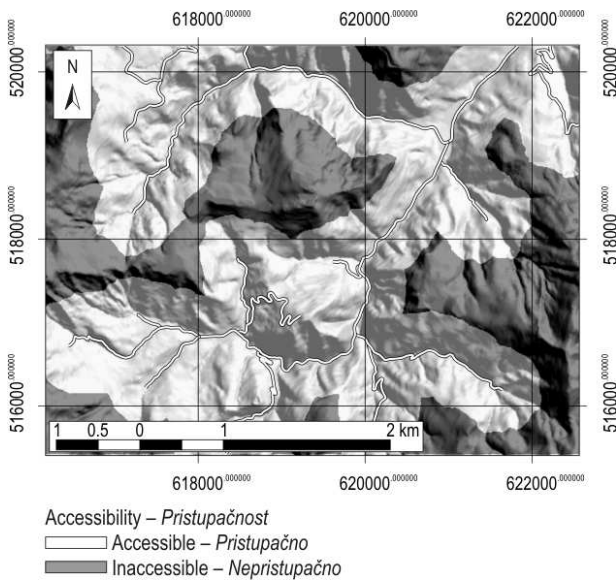 618000.000000 620000.000000 622000.000000
520000.000000 520000.000000
N
518000.000000 518000.000000
516000.000000 516000.000000
1 0.5 0 1 2 km
618000.000000 620000.000000 622000.000000
Accessibility – Pristupačnost
Accessible – Pristupačno
Inaccessible – Nepristupačno